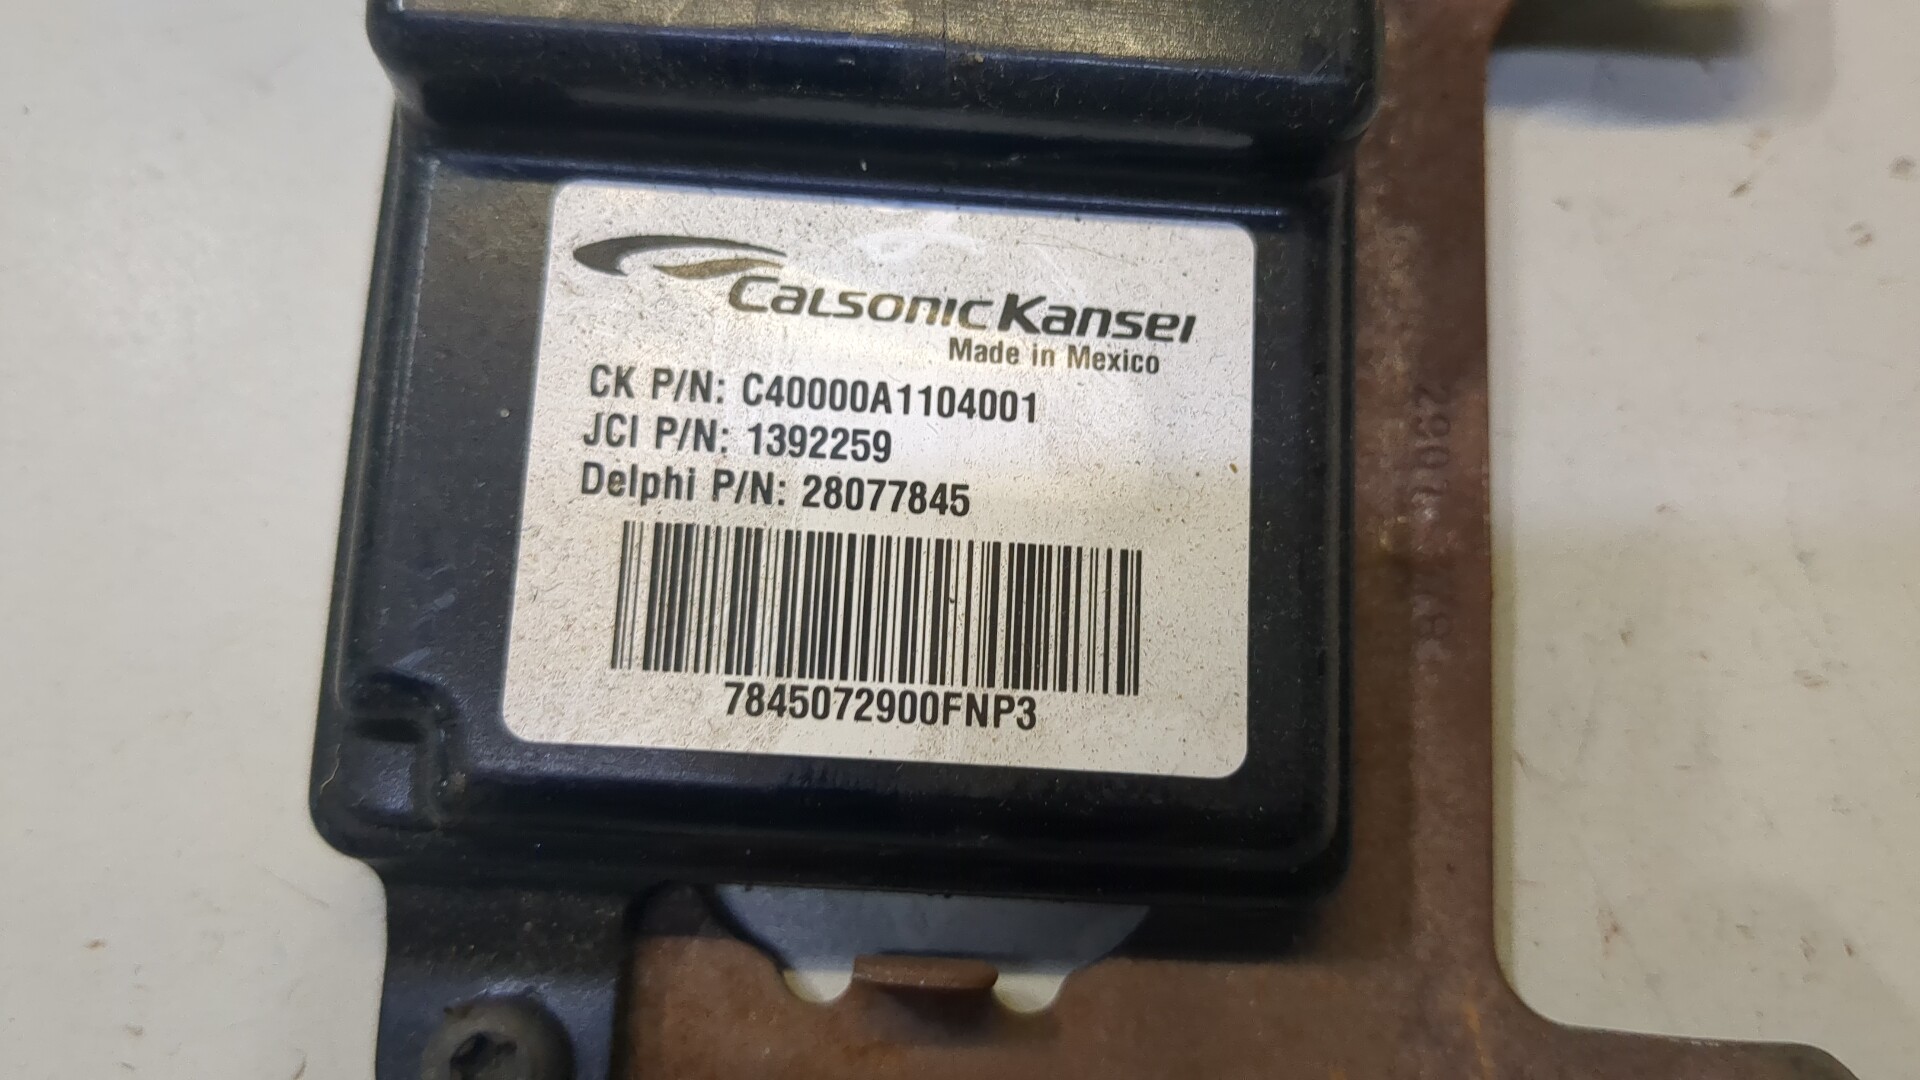 CalsonicKansei
Made in Mexico
CK P/N: C40000A1104001
JCI P/N: 1392259
Delphi P/N: 28077845
7845072900FNP3